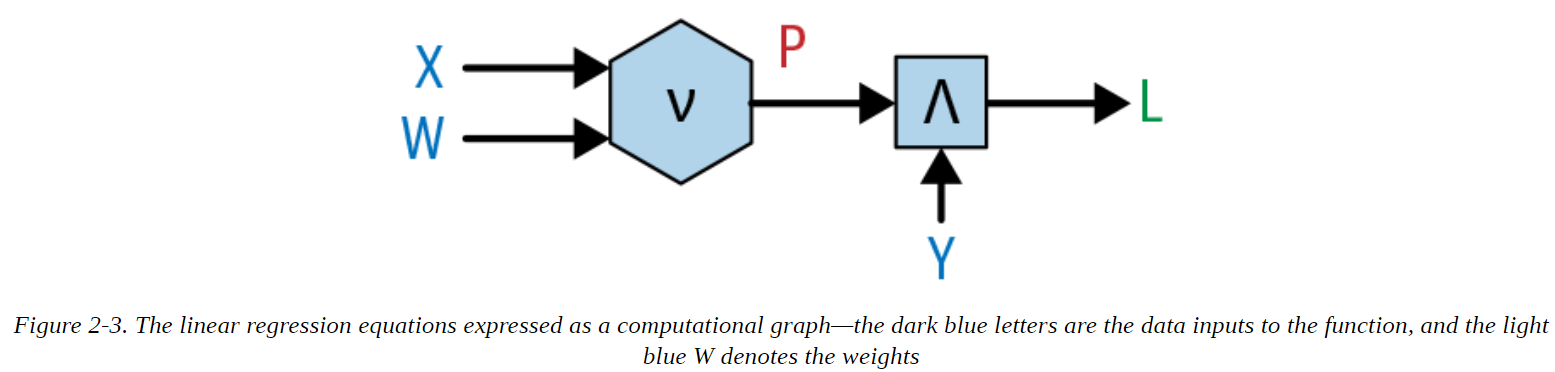 X
W
ν
P
Λ
L
Y
Figure 2-3. The linear regression equations expressed as a computational graph—the dark blue letters are the data inputs to the function, and the light
blue W denotes the weights